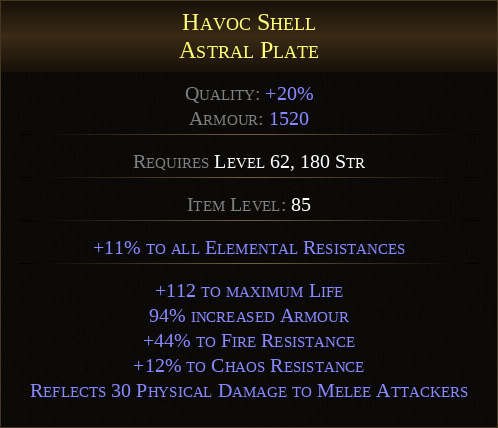 Havoc Shell
Astral Plate
Quality: +20%
Armour: 1520
Requires Level 62, 180 Str
Item Level: 85
+11% to all Elemental Resistances
+112 to maximum Life
94% increased Armour
+44% to Fire Resistance
+12% to Chaos Resistance
Reflects 30 Physical Damage to Melee Attackers